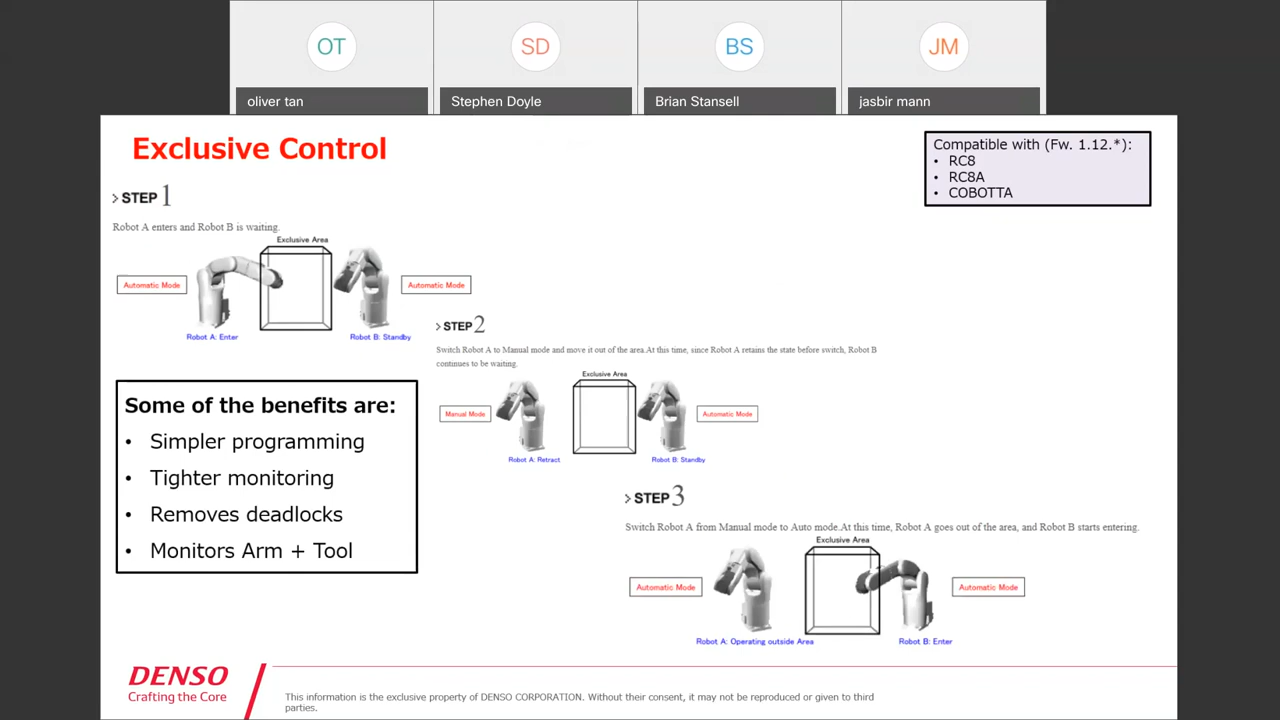 OT
SD
BS
JM
oliver tan
Stephen Doyle
Brian Stansell
jasbir mann
Exclusive Control
Compatible with (Fw. 1.12.*):
• RC8
• RC8A
• COBOTTA
> STEP 1
Robot A enters and Robot B is waiting.
Exclusive Area
Automatic Mode
Automatic Mode
Robot A: Enter
Robot B: Standby
> STEP 2
Switch Robot A to Manual mode and move it out of the area.At this time, since Robot A retains the state before switch, Robot B
continues to be waiting.
Exclusive Area
Manual Mode
Automatic Mode
Robot A: Retract
Robot B: Standby
Some of the benefits are:
• Simpler programming
• Tighter monitoring
• Removes deadlocks
• Monitors Arm + Tool
> STEP 3
Switch Robot A from Manual mode to Auto mode.At this time, Robot A goes out of the area, and Robot B starts entering.
Exclusive Area
Automatic Mode
Automatic Mode
Robot A: Operating outside Area
Robot B: Enter
DENSO
Crafting the Core
This information is the exclusive property of DENSO CORPORATION. Without their consent, it may not be reproduced or given to third
parties.